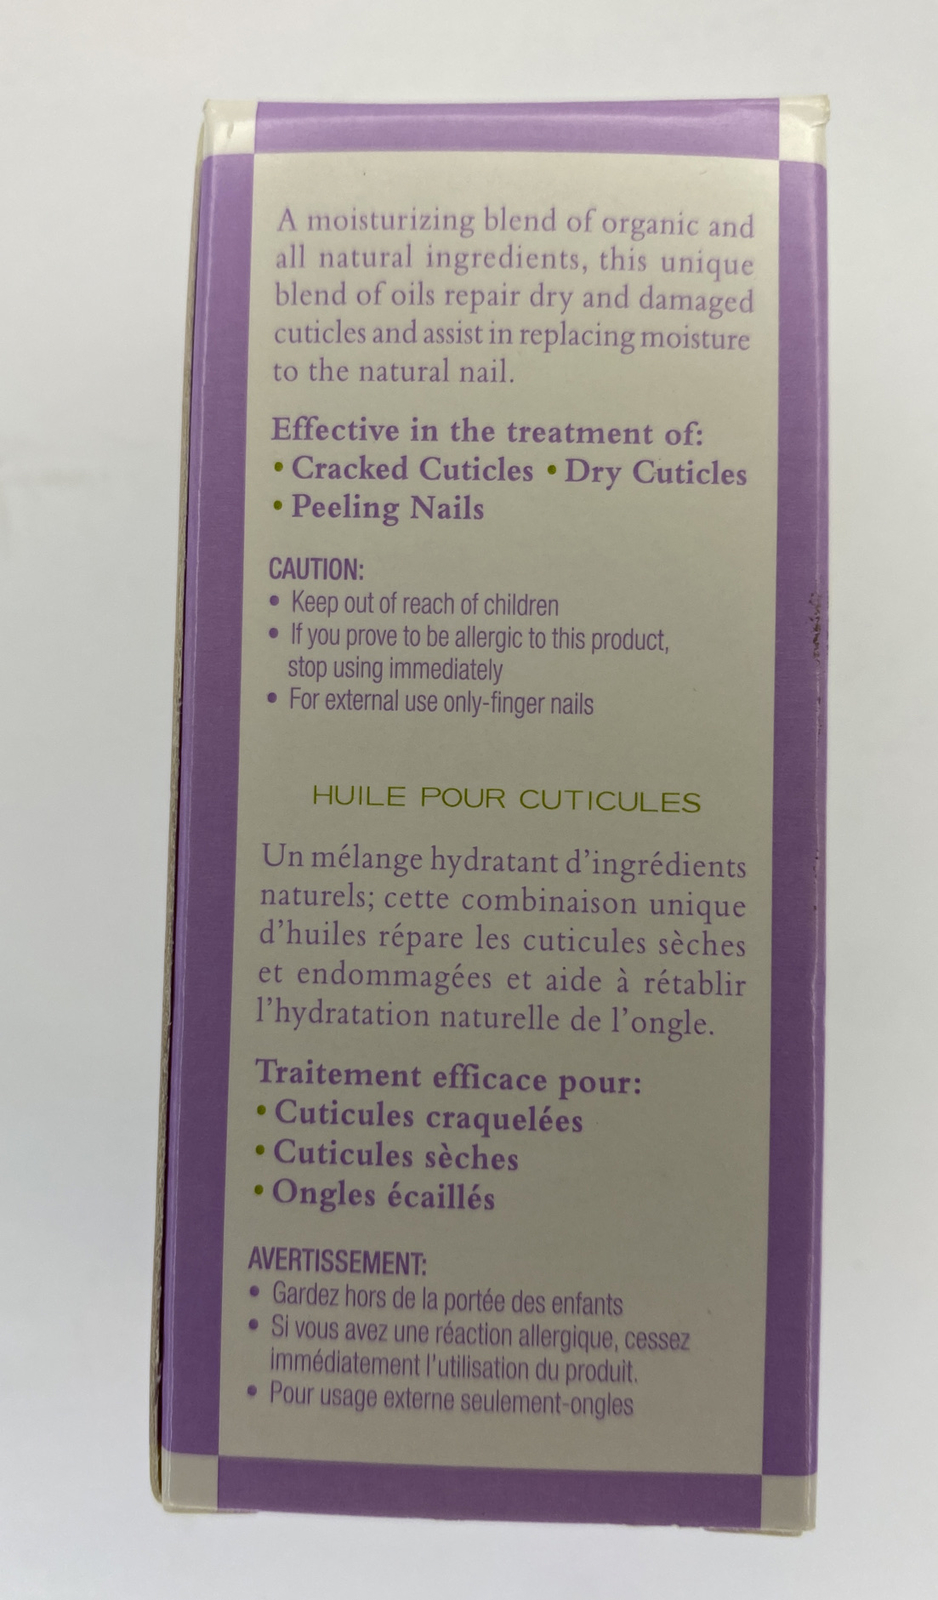 A moisturizing blend of organic and
all natural ingredients, this unique
blend of oils repair dry and damaged
cuticles and assist in replacing moisture
to the natural nail.
Effective in the treatment of:
• Cracked Cuticles • Dry Cuticles
• Peeling Nails
CAUTION:
• Keep out of reach of children
• If you prove to be allergic to this product,
stop using immediately
• For external use only-finger nails
HUILE POUR CUTICULES
Un mélange hydratant d'ingrédients
naturels; cette combinaison unique
d'huiles répare les cuticules sèches
et endommagées et aide à rétablir
l'hydratation naturelle de l'ongle.
Traitement efficace pour:
• Cuticules craquelées
• Cuticules sèches
• Ongles écaillés
AVERTISSEMENT:
• Gardez hors de la portée des enfants
• Si vous avez une réaction allergique, cessez
immédiatement l'utilisation du produit.
• Pour usage externe seulement-ongles